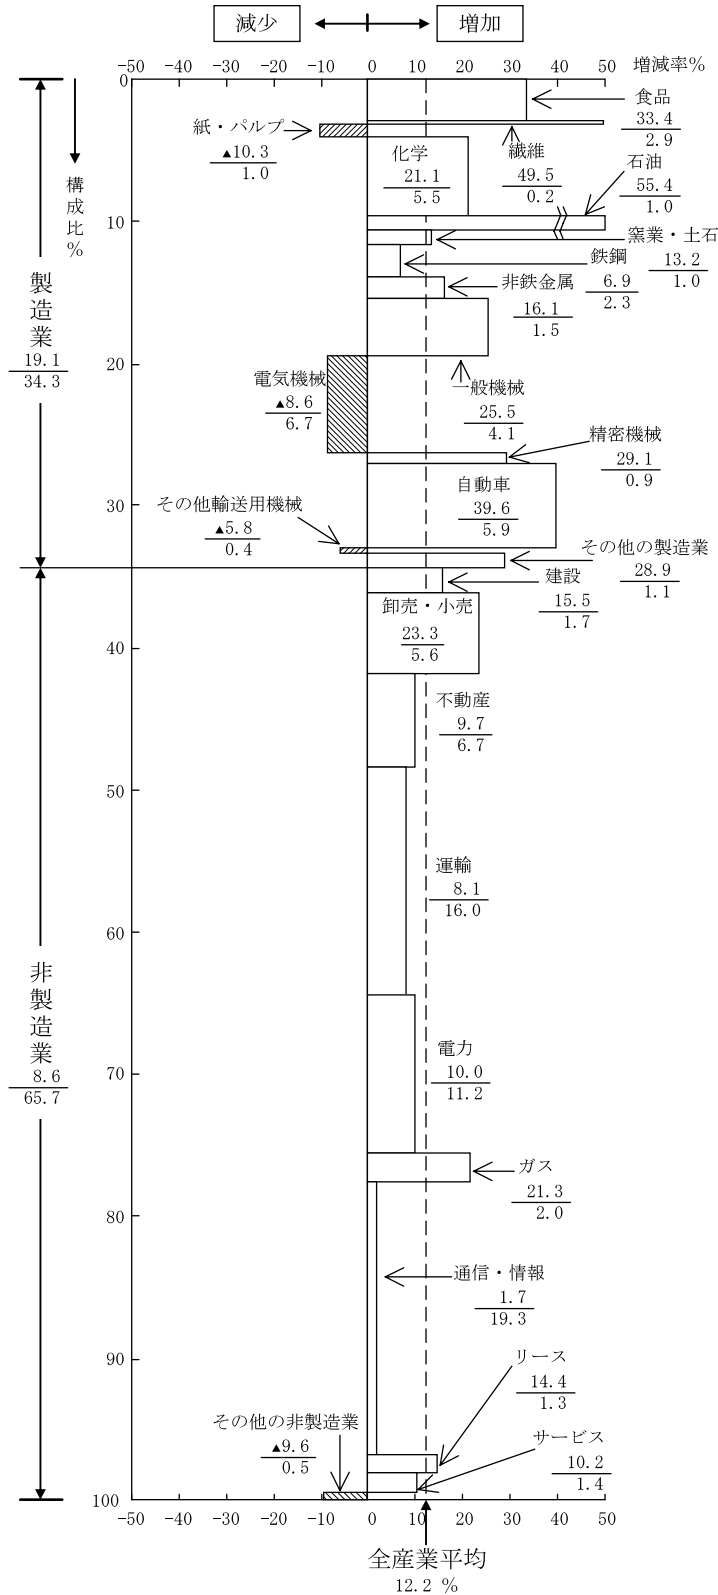 減少
増加
-50 -40 -30 -20 -10 0 10 20 30 40 50 増減率%
0
食品
33.4
2.9
紙・パルプ
▲10.3
1.0
化学
21.1
5.5
繊維
49.5
0.2
石油
55.4
1.0
構成比%
10
窯業・土石
13.2
1.0
鉄鋼
6.9
2.3
非鉄金属
16.1
1.5
製造業
19.1
34.3
20
電気機械
▲8.6
6.7
一般機械
25.5
4.1
精密機械
29.1
0.9
自動車
39.6
5.9
30
その他輸送用機械
▲5.8
0.4
その他の製造業
28.9
1.1
建設
15.5
1.7
卸売・小売
23.3
5.6
40
不動産
9.7
6.7
50
運輸
8.1
16.0
60
非製造業
8.6
65.7
電力
10.0
11.2
70
ガス
21.3
2.0
80
通信・情報
1.7
19.3
90
リース
14.4
1.3
その他の非製造業
▲9.6
0.5
サービス
10.2
1.4
100
-50 -40 -30 -20 -10 0 10 20 30 40 50
全産業平均
12.2 %